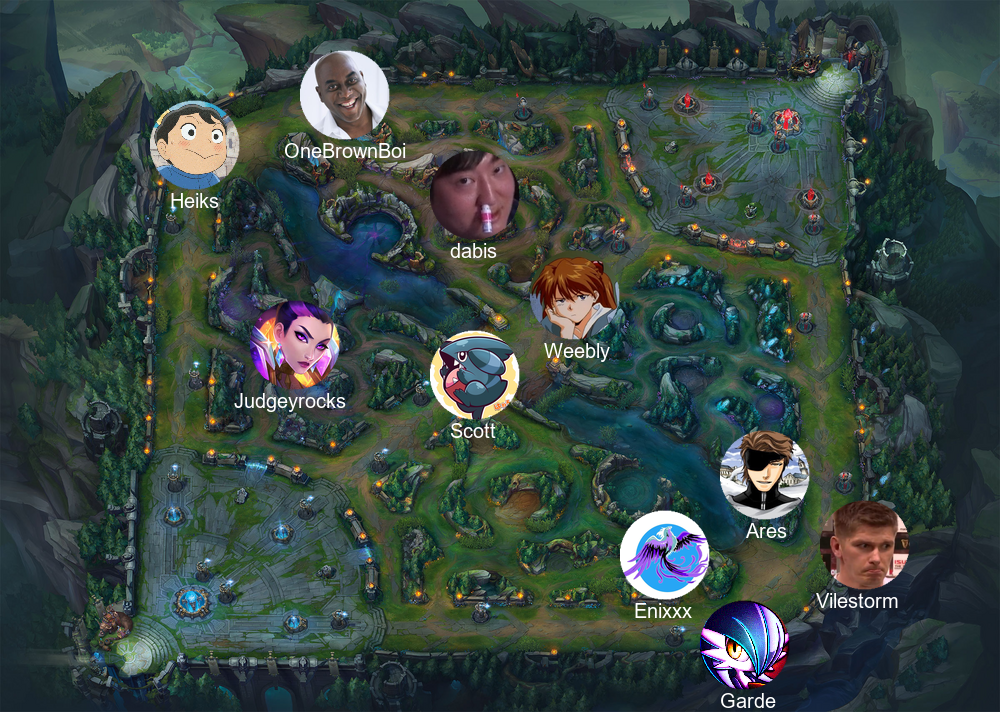 OneBrownBoi
Heiks
dabis
Weebly
Judgeyrocks
Scott
Ares
Vilestorm
Enixxx
Garde